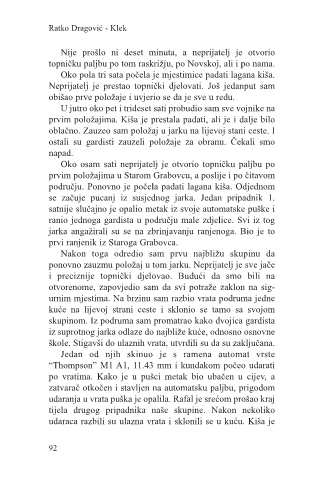 Ratko Dragović - Klek
Nije prošlo ni deset minuta, a neprijatelj je otvorio
topničku paljbu po tom raskrižju, po Novskoj, ali i po nama.
Oko pola tri sata počela je mjestimice padati lagana kiša.
Neprijatelj je prestao topnički djelovati. Još jedanput sam
obišao prve položaje i uvjerio se da je sve u redu.
U jutro oko pet i trideset sati probudio sam sve vojnike na
prvim položajima. Kiša je prestala padati, ali je i dalje bilo
oblačno. Zauzeo sam položaj u jarku na lijevoj strani ceste. I
ostali su gardisti zauzeli položaje za obranu. Čekali smo
napad.
Oko osam sati neprijatelj je otvorio topničku paljbu po
prvim položajima u Starom Grabovcu, a poslije i po čitavom
području. Ponovno je počela padati lagana kiša. Odjednom
se začuje pucanj iz susjednog jarka. Jedan pripadnik 1.
satnije slučajno je opalio metak iz svoje automatske puške i
ranio jednoga gardista u području male zdjelice. Svi iz tog
jarka angažirali su se na zbrinjavanju ranjenoga. Bio je to
prvi ranjenik iz Staroga Grabovca.
Nakon toga odredio sam prvu najbližu skupinu da
ponovno zauzmu položaj u tom jarku. Neprijatelj je sve jače
i preciznije topnički djelovao. Budući da smo bili na
otvorenome, zapovjedio sam da svi potraže zaklon na sig-
urnim mjestima. Na brzinu sam razbio vrata podruma jedne
kuće na lijevoj strani ceste i sklonio se tamo sa svojom
skupinom. Iz podruma sam promatrao kako dvojica gardista
iz suprotnog jarka odlaze do najbliže kuće, odnosno osnovne
škole. Stigavši do ulaznih vrata, utvrdili su da su zaključana.
Jedan od njih skinuo je s ramena automat vrste
“Thompson” M1 A1, 11.43 mm i kundakom počeo udarati
po vratima. Kako je u pušci metak bio ubačen u cijev, a
zatvarač otkočen i stavljen na automatsku paljbu, prigodom
udaranja u vrata puška je opalila. Rafal je srećom prošao kraj
tijela drugog pripadnika naše skupine. Nakon nekoliko
udaraca razbili su ulazna vrata i sklonili se u kuću. Kiša je
92